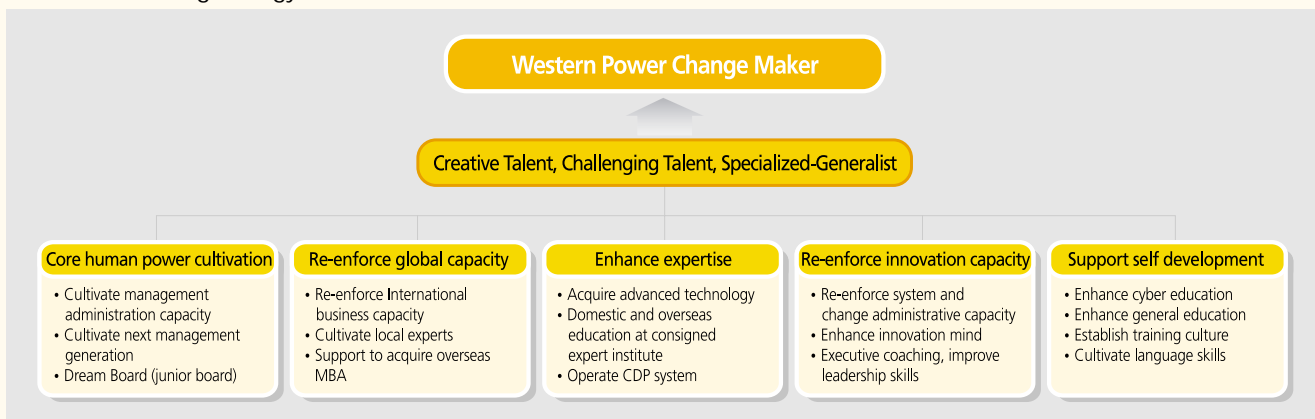 Western Power Change Maker
Creative Talent, Challenging Talent, Specialized-Generalist
Core human power cultivation
• Cultivate management
administration capacity
• Cultivate next management
generation
• Dream Board (junior board)
Re-enforce global capacity
• Re-enforce International
business capacity
• Cultivate local experts
• Support to acquire overseas
MBA
Enhance expertise
• Acquire advanced technology
• Domestic and overseas
education at consigned
expert institute
• Operate CDP system
Re-enforce innovation capacity
• Re-enforce system and
change administrative capacity
• Enhance innovation mind
• Executive coaching, improve
leadership skills
Support self development
• Enhance cyber education
• Enhance general education
• Establish training culture
• Cultivate language skills